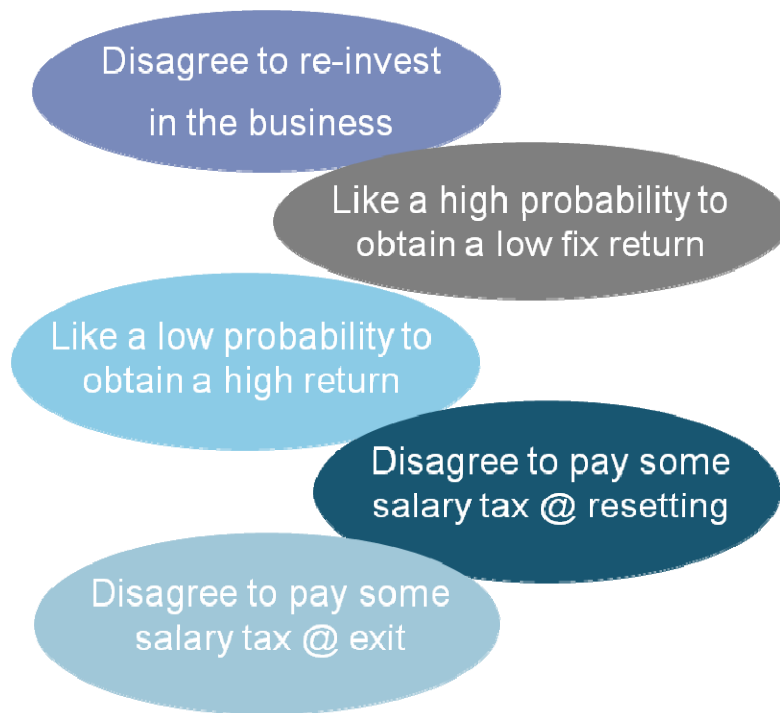 Disagree to re-invest
in the business
Like a high probability to
obtain a low fix return
Like a low probability to
obtain a high return
Disagree to pay some
salary tax @ resetting
Disagree to pay some
salary tax @ exit